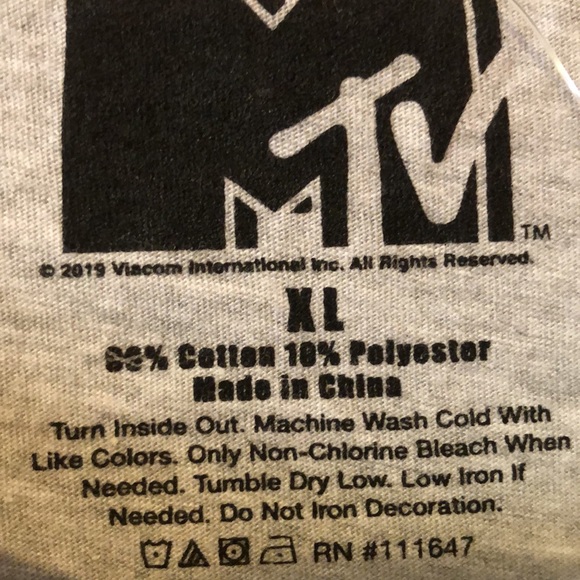 MTV
TM
© 2019 Viacom International Inc. All Rights Reserved.
XL
% Cotton 10% Polyester
Made in China
Turn Inside Out. Machine Wash Cold With
Like Colors. Only Non-Chlorine Bleach When
Needed. Tumble Dry Low. Low Iron If
Needed. Do Not Iron Decoration.
RN #111647